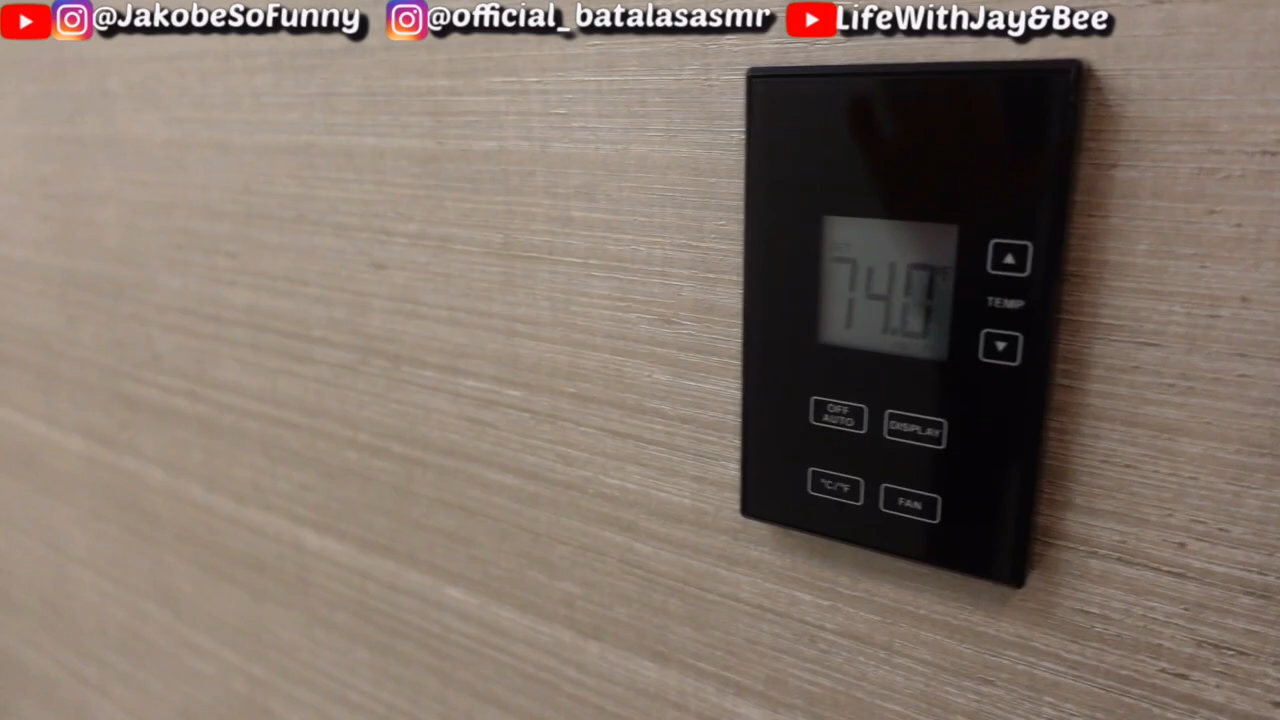 @JakobeSoFunny @official_batalasasmr LifeWithJay&Bee
74.0°F
TEMP
OFF
AUTO
DISPLAY
°C/°F
FAN